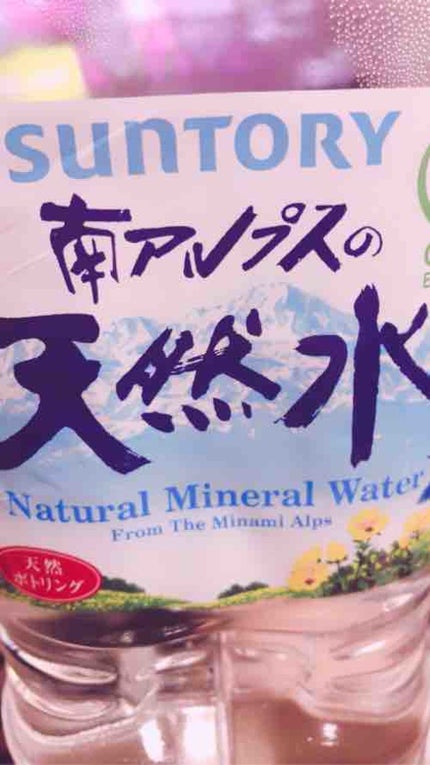 SUNTORY
南アルプスの
天然水
Natural Mineral Water
From The Minami Alps
天然
ボトリング